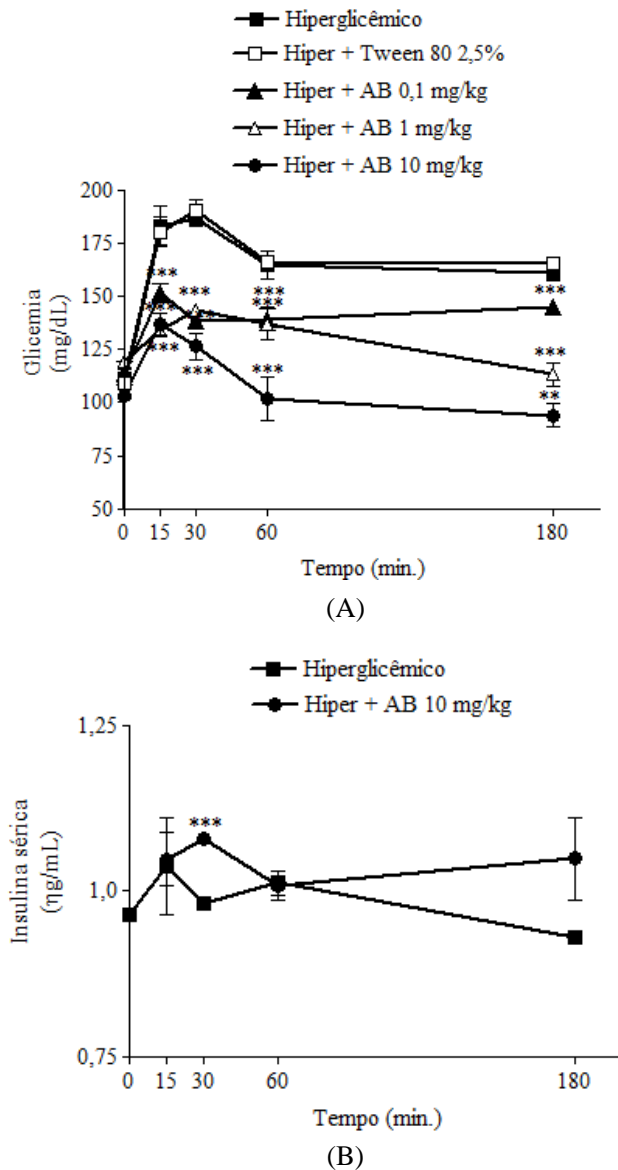 Hiperglicêmico
Hiper + Tween 80 2,5%
Hiper + AB 0,1 mg/kg
Hiper + AB 1 mg/kg
Hiper + AB 10 mg/kg
200
175
150
125
100
75
50
Glicemia
(mg/dL)
***
***
***
***
***
***
***
***
***
***
**
0 15 30 60 180
Tempo (min.)
(A)
Hiperglicêmico
Hiper + AB 10 mg/kg
1,25
1,0
0,75
Insulina sérica
(ηg/mL)
***
0 15 30 60 180
Tempo (min.)
(B)